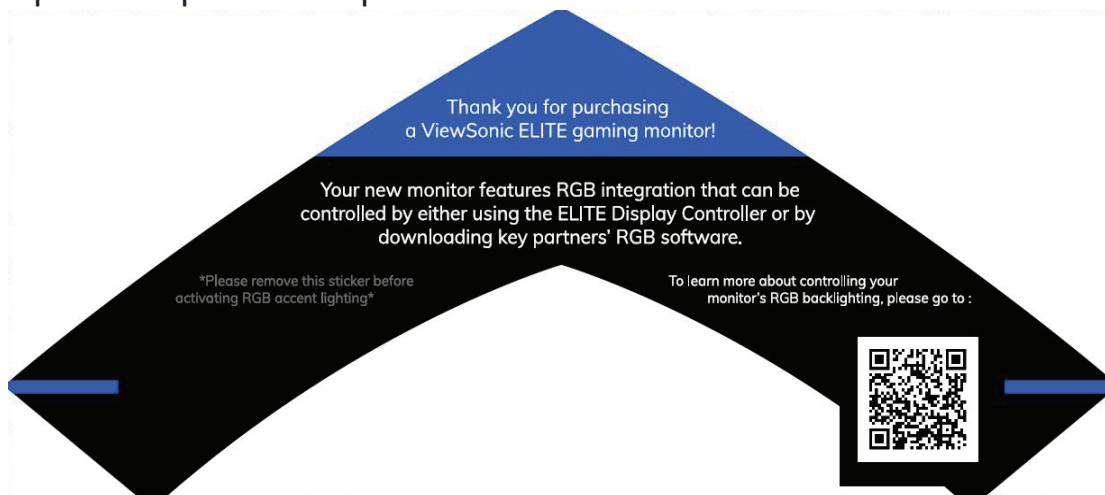 Thank you for purchasing
a ViewSonic ELITE gaming monitor!
Your new monitor features RGB integration that can be
controlled by either using the ELITE Display Controller or by
downloading key partners’ RGB software.
*Please remove this sticker before
activating RGB accent lighting*
To learn more about controlling your
monitor’s RGB backlighting, please go to :